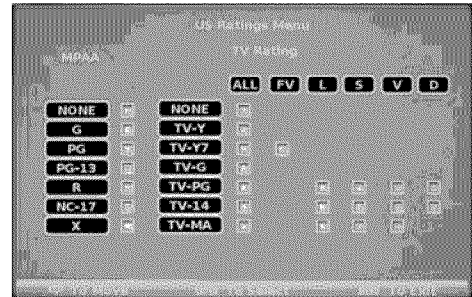 US Ratings Menu
MPAA TV Rating
ALL FV L S V D
NONE NONE
G TV-Y
PG TV-Y7
PG-13 TV-G
R TV-PG
NC-17 TV-14
X TV-MA